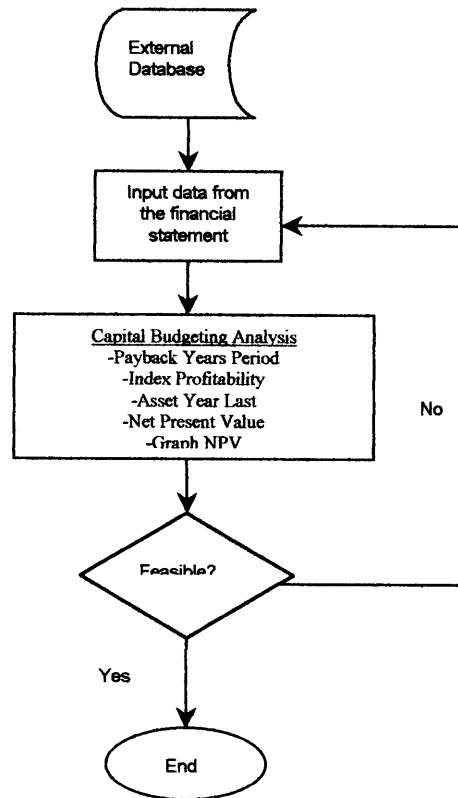 External
Database
Input data from
the financial
statement
Capital Budgeting Analysis
-Payback Years Period
-Index Profitability
-Asset Year Last
-Net Present Value
-Graph NPV
No
Feasible?
Yes
End